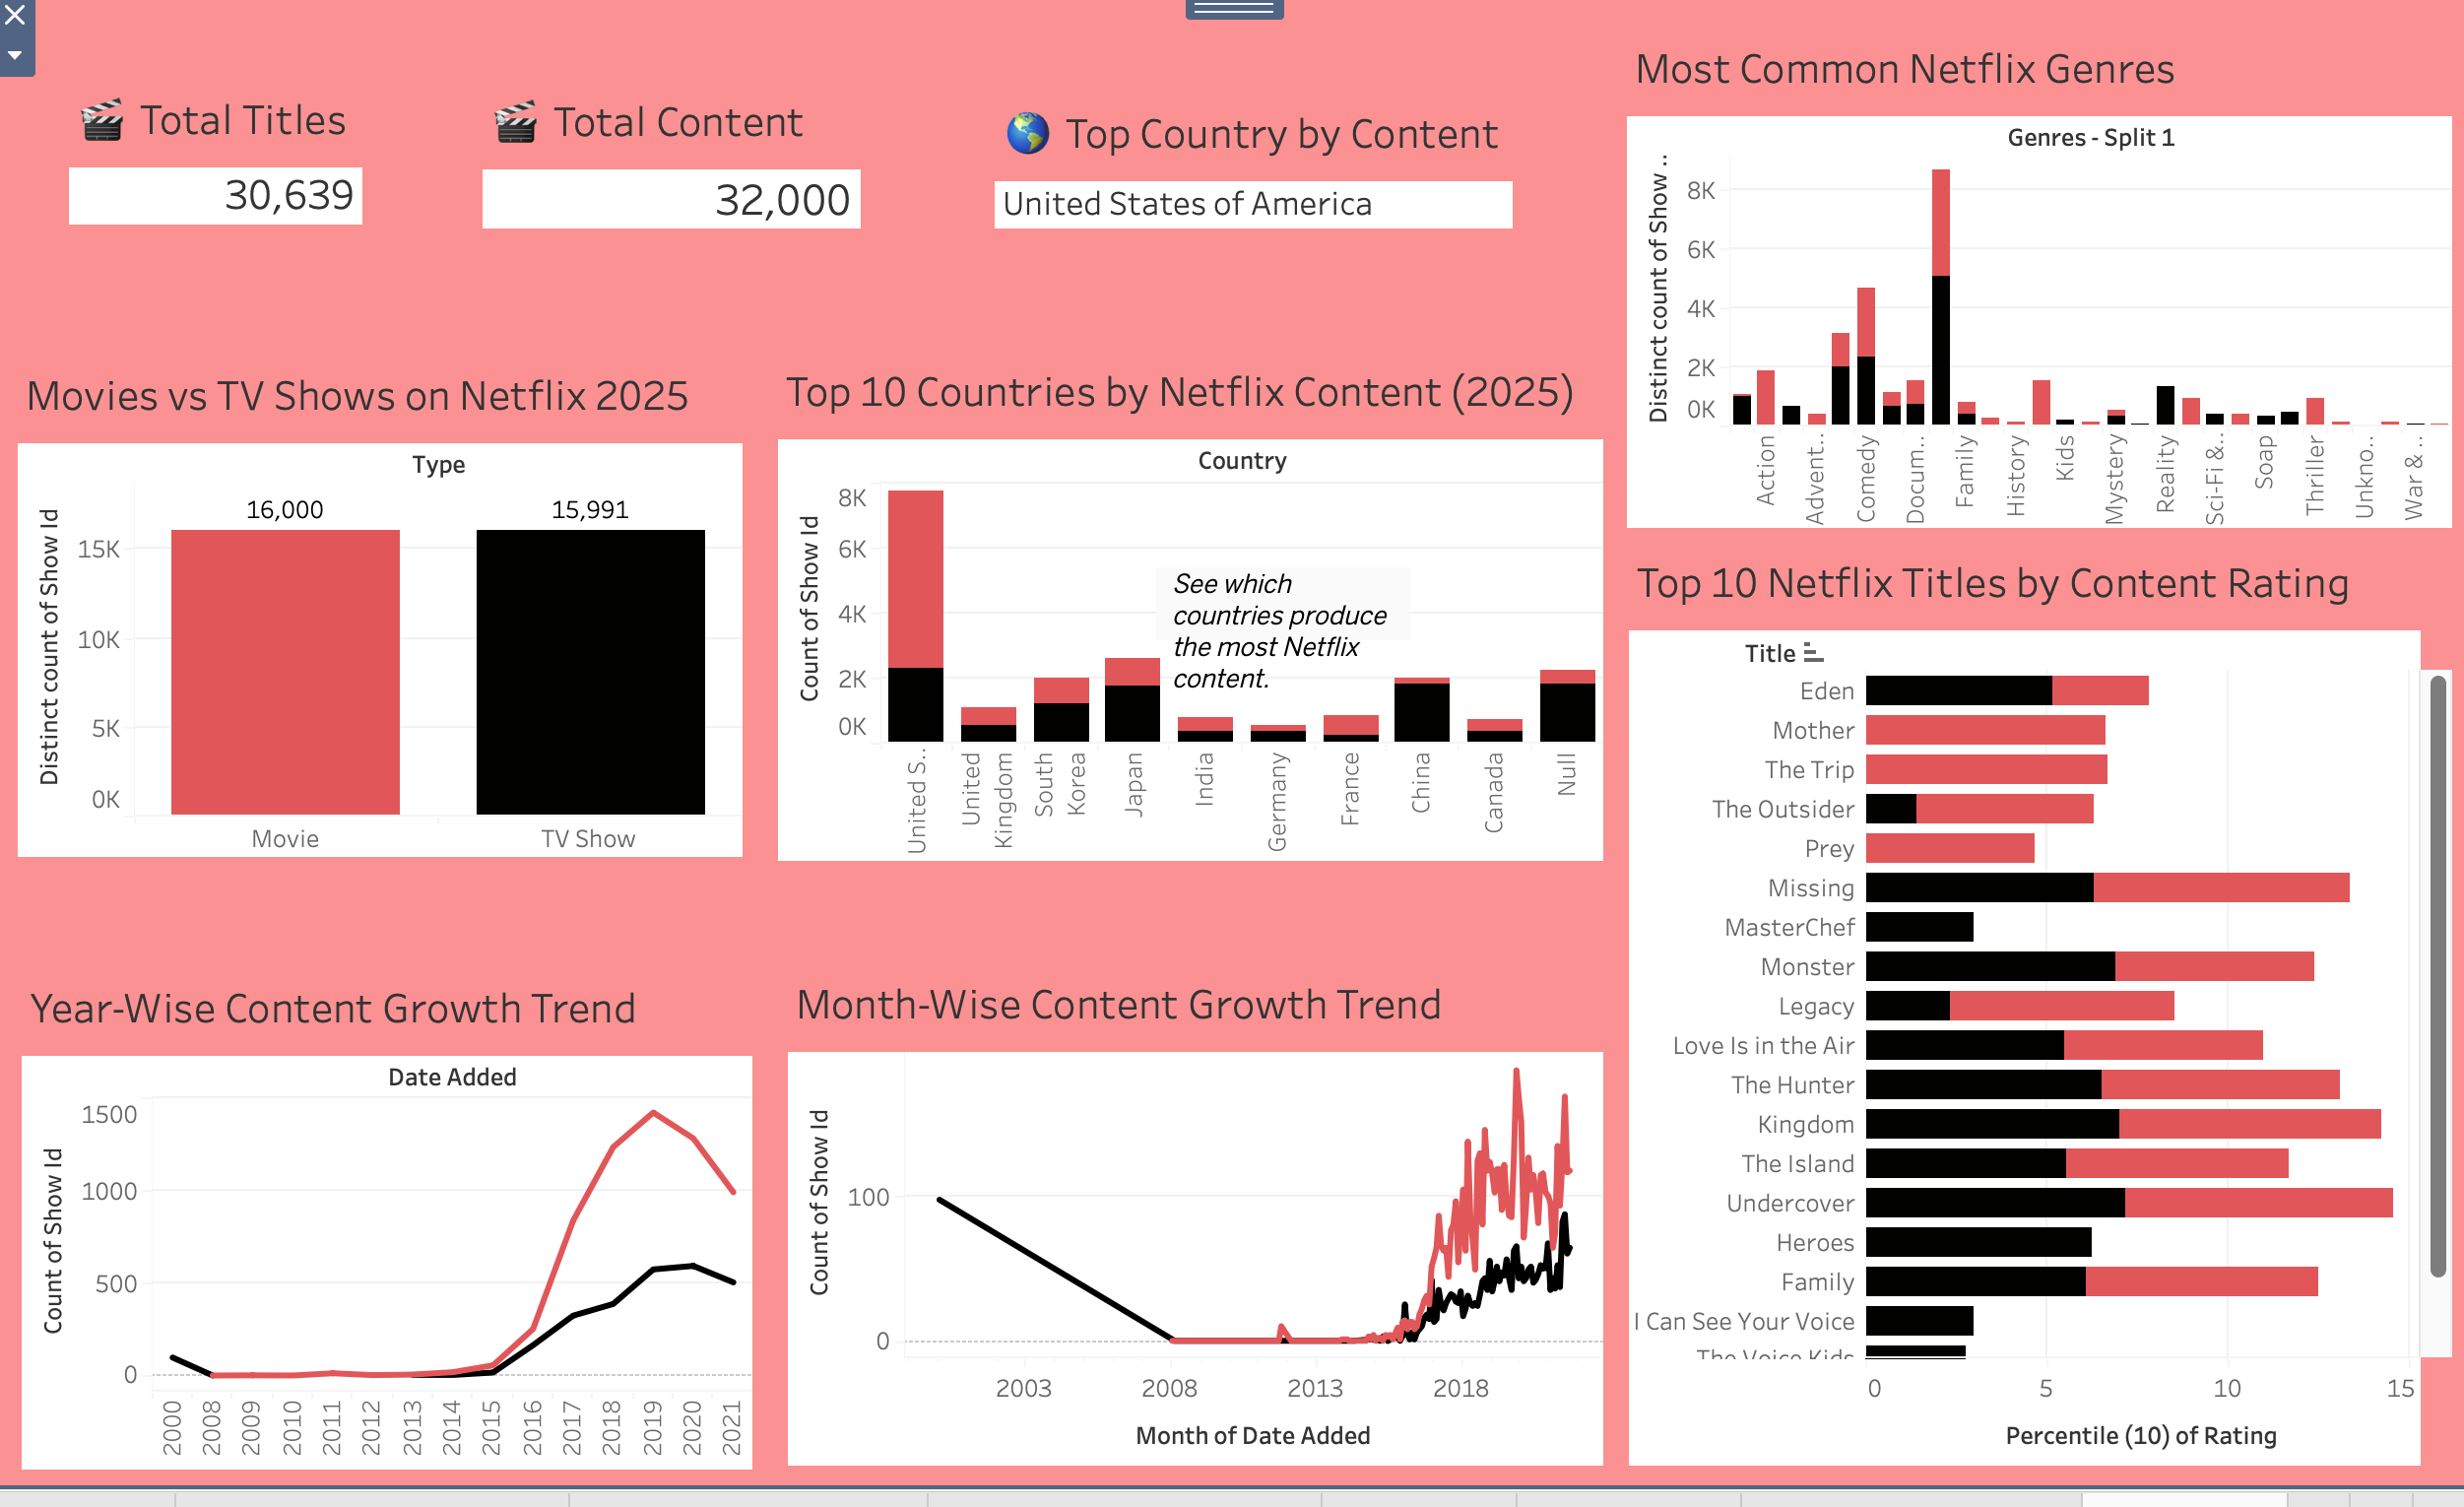 🎬 Total Titles
30,639
🎬 Total Content
32,000
🌎 Top Country by Content
United States of America
Most Common Netflix Genres
Genres - Split 1
Distinct count of Show ..
8K
6K
4K
2K
0K
Action
Advent..
Comedy
Docum..
Family
History
Kids
Mystery
Reality
Sci-Fi &..
Soap
Thriller
Unkno..
War & ..
Movies vs TV Shows on Netflix 2025
Type
Distinct count of Show Id
16,000
15,991
15K
10K
5K
0K
Movie
TV Show
Top 10 Countries by Netflix Content (2025)
Country
Count of Show Id
8K
6K
4K
2K
0K
See which
countries produce
the most Netflix
content.
United S..
United
Kingdom
South
Korea
Japan
India
Germany
France
China
Canada
Null
Top 10 Netflix Titles by Content Rating
Title
Eden
Mother
The Trip
The Outsider
Prey
Missing
MasterChef
Monster
Legacy
Love Is in the Air
The Hunter
Kingdom
The Island
Undercover
Heroes
Family
I Can See Your Voice
The Voice Kids
0
5
10
15
Percentile (10) of Rating
Year-Wise Content Growth Trend
Date Added
Count of Show Id
1500
1000
500
0
2000
2008
2009
2010
2011
2012
2013
2014
2015
2016
2017
2018
2019
2020
2021
Month-Wise Content Growth Trend
Count of Show Id
100
0
2003
2008
2013
2018
Month of Date Added